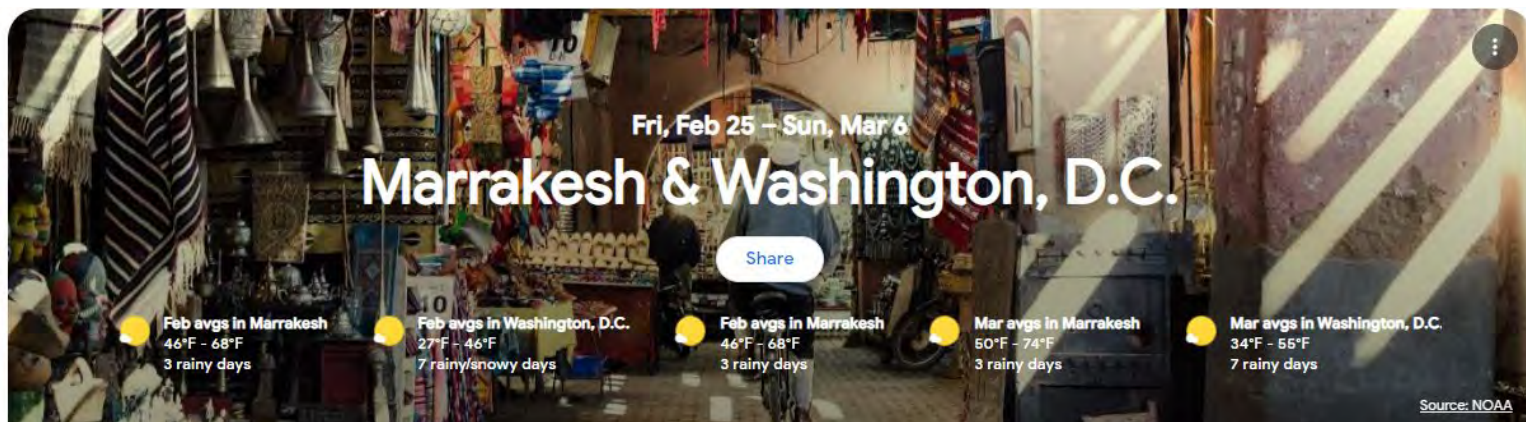 Fri, Feb 25 – Sun, Mar 6
Marrakesh & Washington, D.C.
Share
Feb avgs in Marrakesh
46°F - 68°F
3 rainy days
Feb avgs in Washington, D.C.
27°F - 46°F
7 rainy/snowy days
Feb avgs in Marrakesh
46°F - 68°F
3 rainy days
Mar avgs in Marrakesh
50°F - 74°F
3 rainy days
Mar avgs in Washington, D.C.
34°F - 55°F
7 rainy days
Source: NOAA
10
10